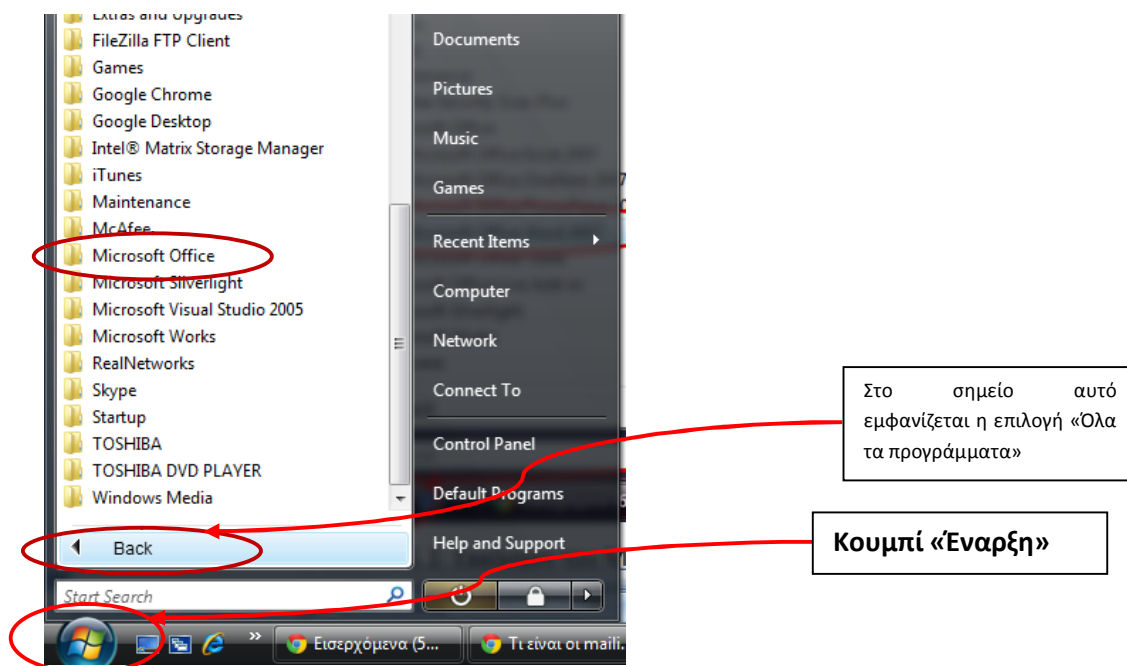 Extras and Upgrades
FileZilla FTP Client
Games
Google Chrome
Google Desktop
Intel® Matrix Storage Manager
iTunes
Maintenance
McAfee
Microsoft Office
Microsoft Silverlight
Microsoft Visual Studio 2005
Microsoft Works
RealNetworks
Skype
Startup
TOSHIBA
TOSHIBA DVD PLAYER
Windows Media
Back
Start Search
Documents
Pictures
Music
Games
Recent Items
Computer
Network
Connect To
Control Panel
Default Programs
Help and Support
Στο σημείο αυτό
εμφανίζεται η επιλογή «Όλα
τα προγράμματα»
Κουμπί «Έναρξη»
Εισερχόμενα (5...
Τι είναι οι maili.